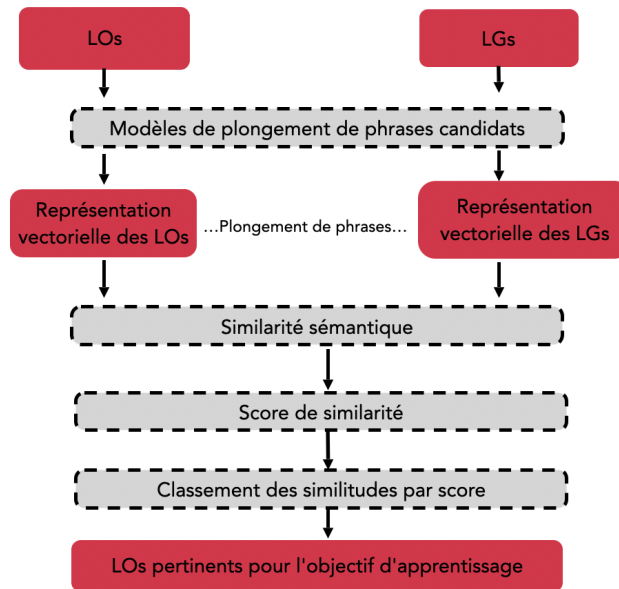 LOs
LGs
Modèles de plongement de phrases candidats
Représentation
vectorielle des LOs
...Plongement de phrases...
Représentation
vectorielle des LGs
Similarité sémantique
Score de similarité
Classement des similitudes par score
LOs pertinents pour l'objectif d'apprentissage